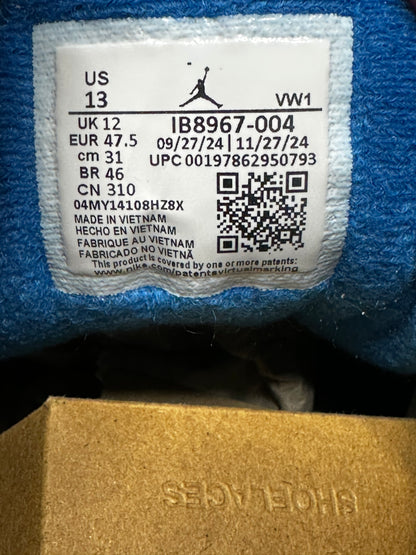 US
13
VW1
UK 12
IB8967-004
EUR 47.5
09/27/24 | 11/27/24
cm 31
UPC 00197862950793
BR 46
CN 310
04MY14108HZ8X
MADE IN VIETNAM
HECHO EN VIETNAM
FABRIQUE AU VIETNAM
FABRICADO NO VIETNÃ
This product is covered by one or more patents:
www.nike.com/patentsvirtualmarking
SHOELACES